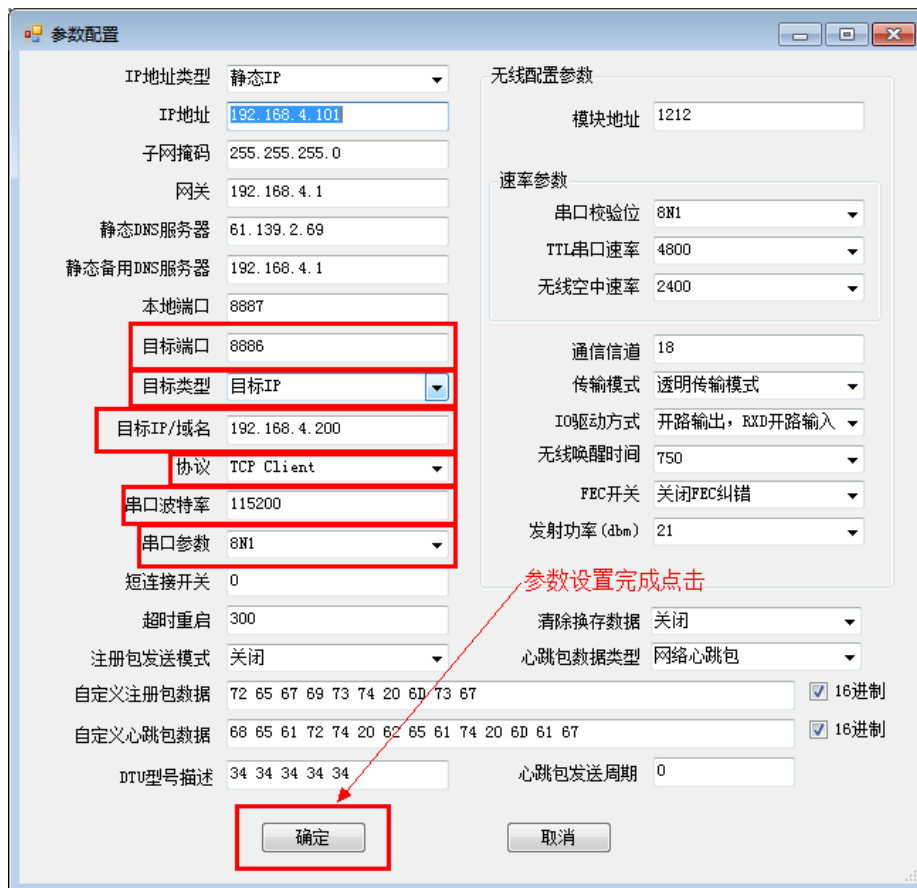 参数配置
IP地址类型 静态IP
IP地址 192.168.4.101
子网掩码 255.255.255.0
网关 192.168.4.1
静态DNS服务器 61.139.2.69
静态备用DNS服务器 192.168.4.1
本地端口 8887
目标端口 8886
目标类型 目标IP
目标IP/域名 192.168.4.200
协议 TCP Client
串口波特率 115200
串口参数 8N1
短连接开关 0
超时重启 300
注册包发送模式 关闭
无线配置参数
模块地址 1212
速率参数
串口校验位 8N1
TTL串口速率 4800
无线空中速率 2400
通信信道 18
传输模式 透明传输模式
IO驱动方式 开路输出，RXD开路输入
无线唤醒时间 750
FEC开关 关闭FEC纠错
发射功率(dbm) 21
参数设置完成点击
清除换存数据 关闭
心跳包数据类型 网络心跳包
自定义注册包数据 72 65 67 69 73 74 20 6D 73 67 16进制
自定义心跳包数据 68 65 61 72 74 20 62 65 61 74 20 6D 61 67 16进制
DTU型号描述 34 34 34 34 34 心跳包发送周期 0
确定 取消